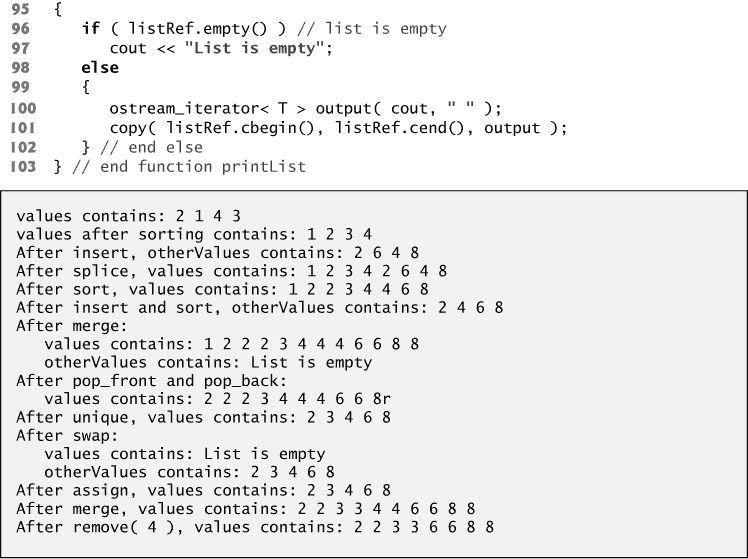 95 {
96 if ( listRef.empty() ) // list is empty
97 cout << "List is empty";
98 else
99 {
100 ostream_iterator< T > output( cout, " " );
101 copy( listRef.cbegin(), listRef.cend(), output );
102 } // end else
103 } // end function printList
values contains: 2 1 4 3
values after sorting contains: 1 2 3 4
After insert, otherValues contains: 2 6 4 8
After splice, values contains: 1 2 3 4 2 6 4 8
After sort, values contains: 1 2 2 3 4 4 6 8
After insert and sort, otherValues contains: 2 4 6 8
After merge:
values contains: 1 2 2 2 3 4 4 4 6 6 8 8
otherValues contains: List is empty
After pop_front and pop_back:
values contains: 2 2 2 3 4 4 4 6 6 8r
After unique, values contains: 2 3 4 6 8
After swap:
values contains: List is empty
otherValues contains: 2 3 4 6 8
After assign, values contains: 2 3 4 6 8
After merge, values contains: 2 2 3 3 4 4 6 6 8 8
After remove( 4 ), values contains: 2 2 3 3 6 6 8 8